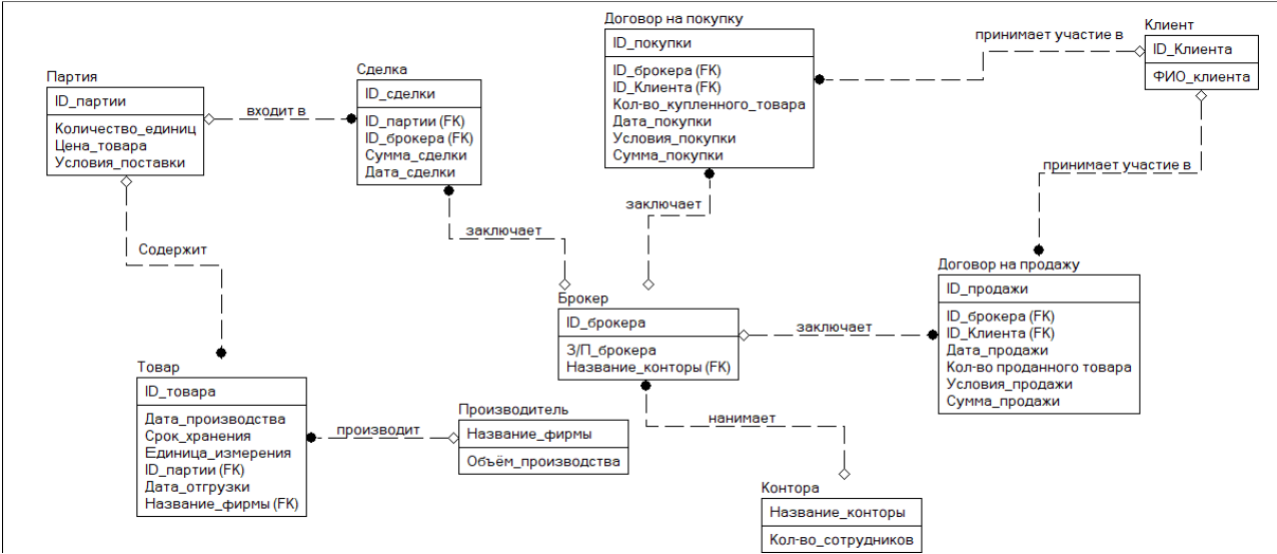 Договор на покупку
ID_покупки
ID_брокера (FK)
ID_Клиента (FK)
Кол-во_купленного_товара
Дата_покупки
Условия_покупки
Сумма_покупки
принимает участие в
Клиент
ID_Клиента
ФИО_клиента
Партия
ID_партии
Количество_единиц
Цена_товара
Условия_поставки
входит в
Сделка
ID_сделки
ID_партии (FK)
ID_брокера (FK)
Сумма_сделки
Дата_сделки
принимает участие в
заключает
заключает
Содержит
Договор на продажу
ID_продажи
ID_брокера (FK)
ID_Клиента (FK)
Дата_продажи
Кол-во проданного товара
Условия_продажи
Сумма_продажи
Брокер
ID_брокера
З/П_брокера
Название_конторы (FK)
заключает
Товар
ID_товара
Дата_производства
Срок_хранения
Единица_измерения
ID_партии (FK)
Дата_отгрузки
Название_фирмы (FK)
производит
Производитель
Название_фирмы
Объём_производства
нанимает
Контора
Название_конторы
Кол-во_сотрудников